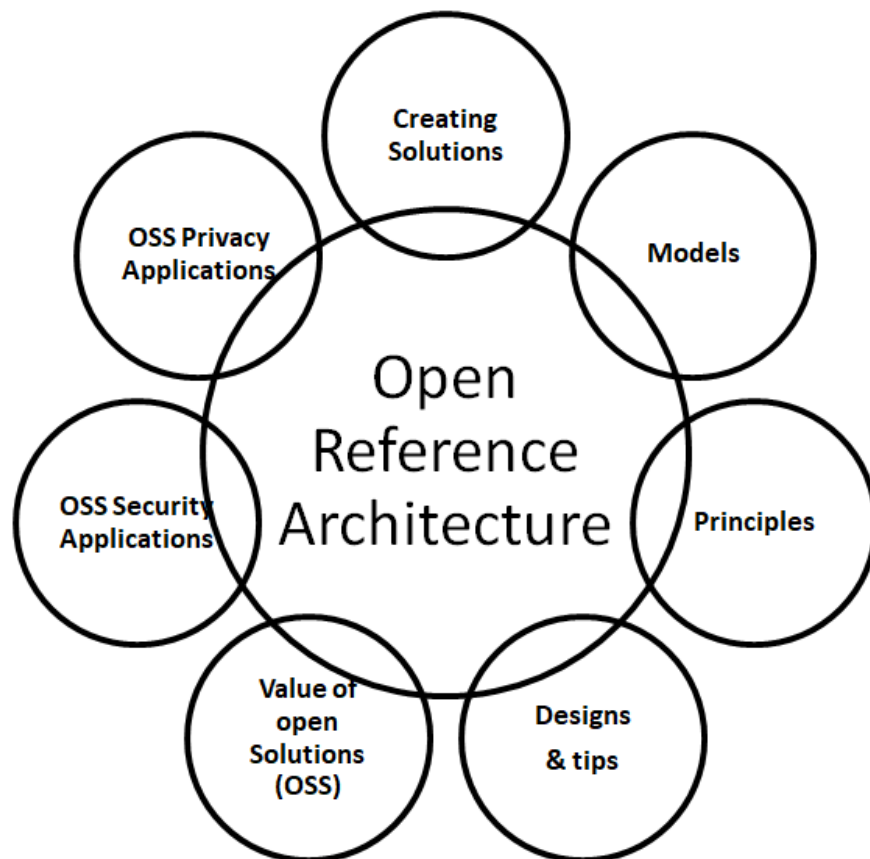 Creating
Solutions
OSS Privacy
Applications
Models
Open
Reference
Architecture
OSS Security
Applications
Principles
Value of
open
Solutions
(OSS)
Designs
& tips